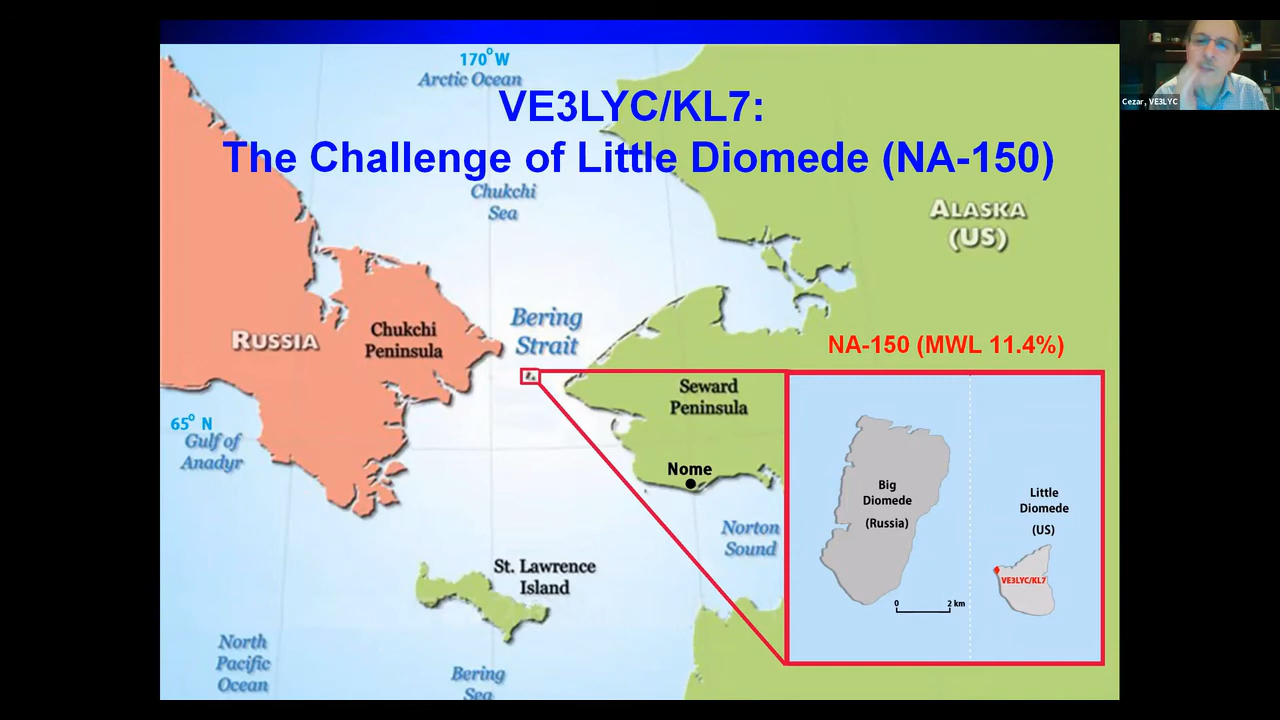 170° W
Arctic Ocean
VE3LYC/KL7:
The Challenge of Little Diomede (NA-150)
Cezar, VE3LYC
Chukchi
Sea
ALASKA
(US)
Bering
Strait
RUSSIA
Chukchi
Peninsula
NA-150 (MWL 11.4%)
Seward
Peninsula
65° N
Gulf of
Anadyr
Nome
Norton
Sound
Big
Diomede
(Russia)
Little
Diomede
(US)
VE3LYC/KL7
0 2 km
St. Lawrence
Island
North
Pacific
Ocean
Bering
Sea